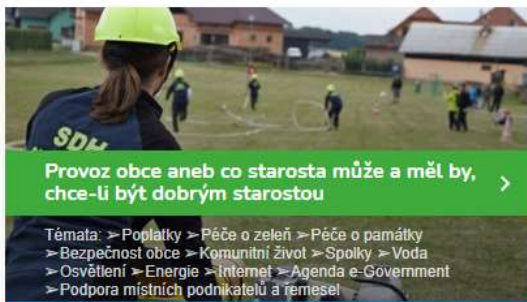 SDH
Provoz obce aneb co starosta může a měl by,
chce-li být dobrým starostou
Témata: ➢Poplatky ➢Péče o zeleň ➢Péče o památky
➢Bezpečnost obce ➢Komunitní život ➢Spolky ➢Voda
➢Osvětlení ➢Energie ➢Internet ➢Agenda e-Government
➢Podpora místních podnikatelů a řemesel